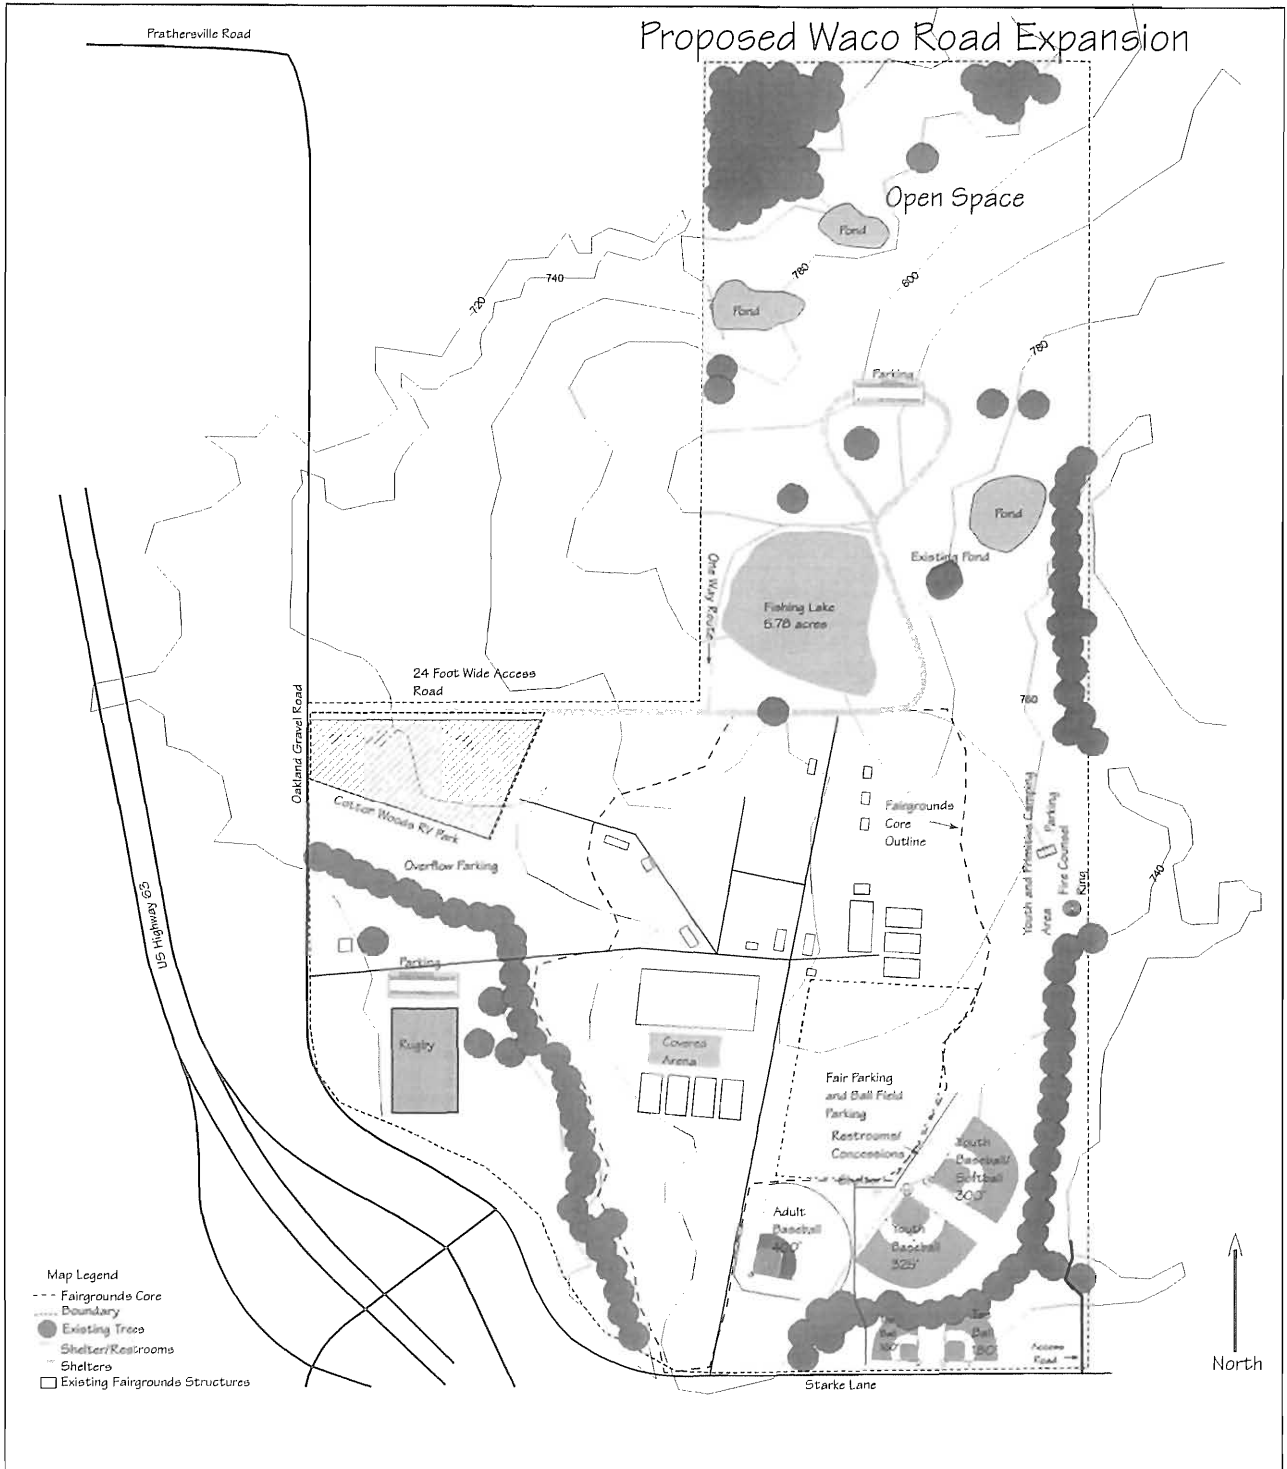 Prathersville Road
Proposed Waco Road Expansion
Open Space
Pond
760
600
740
720
Pond
780
Parking
Pond
Existing Pond
One Way Route
Fishing Lake
5.78 acres
24 Foot Wide Access
Road
760
Oakland Gravel Road
Cotton Woods RV Park
Fairgrounds
Core
Outline
Youth and Primitive Camping
Area
Parking
Fire Counsel
Ring
740
Overflow Parking
US Highway 63
Parking
Rugby
Covered
Arena
Fair Parking
and Ball Field
Parking
Restrooms/
Concessions
Shelter
Youth
Baseball/
Softball
300'
Adult
Baseball
400'
Youth
Baseball
325'
Ball
180'
Access
Road
Map Legend
Fairgrounds Core
Boundary
Existing Trees
Shelter/Restrooms
Shelters
Existing Fairgrounds Structures
Starke Lane
North